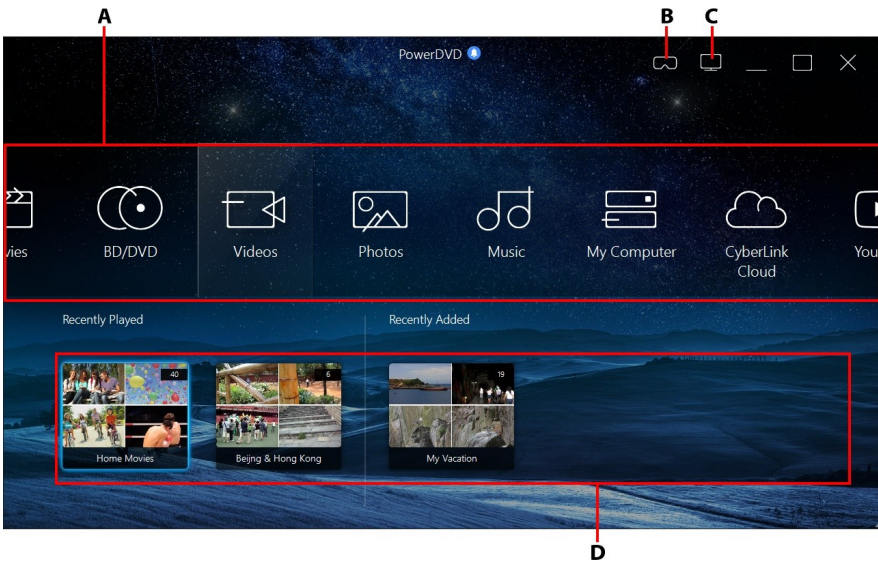 A
B
C
PowerDVD
vies
BD/DVD
Videos
Photos
Music
My Computer
CyberLink
Cloud
You
Recently Played
Recently Added
40
6
19
Home Movies
Beijng & Hong Kong
My Vacation
D